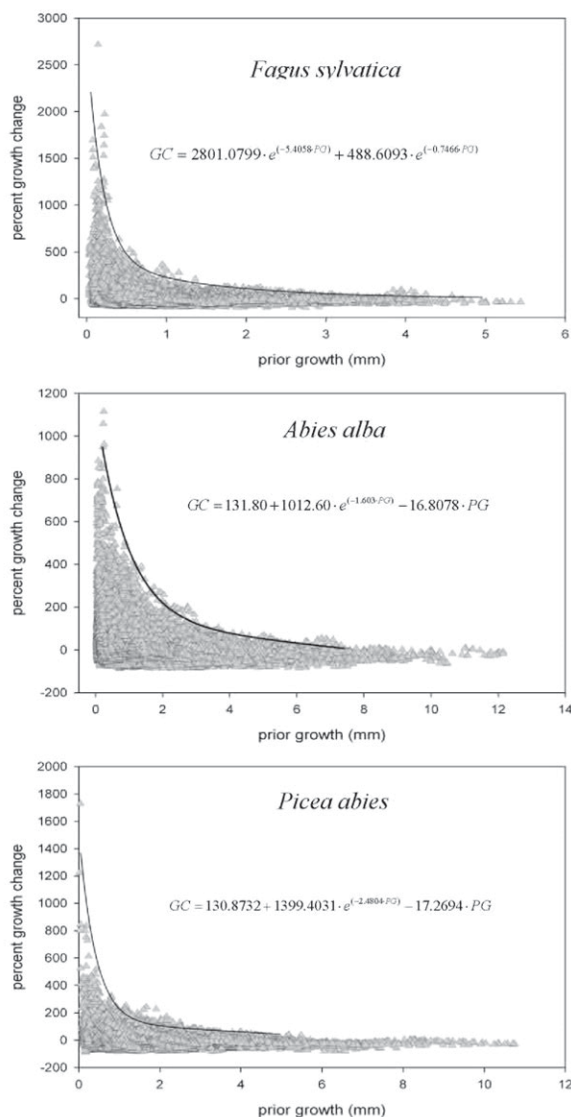 3000
2500
2000
1500
1000
500
0
percent growth change
Fagus sylvatica
GC = 2801.0799 · e^(−5.4058·PG) + 488.6093 · e^(−0.7466·PG)
0 1 2 3 4 5 6
prior growth (mm)
1200
1000
800
600
400
200
0
-200
percent growth change
Abies alba
GC = 131.80 + 1012.60 · e^(−1.603·PG) − 16.8078 · PG
0 2 4 6 8 10 12 14
prior growth (mm)
2000
1800
1600
1400
1200
1000
800
600
400
200
0
-200
percent growth change
Picea abies
GC = 130.8732 + 1399.4031 · e^(−2.4804·PG) − 17.2694 · PG
0 2 4 6 8 10 12
prior growth (mm)